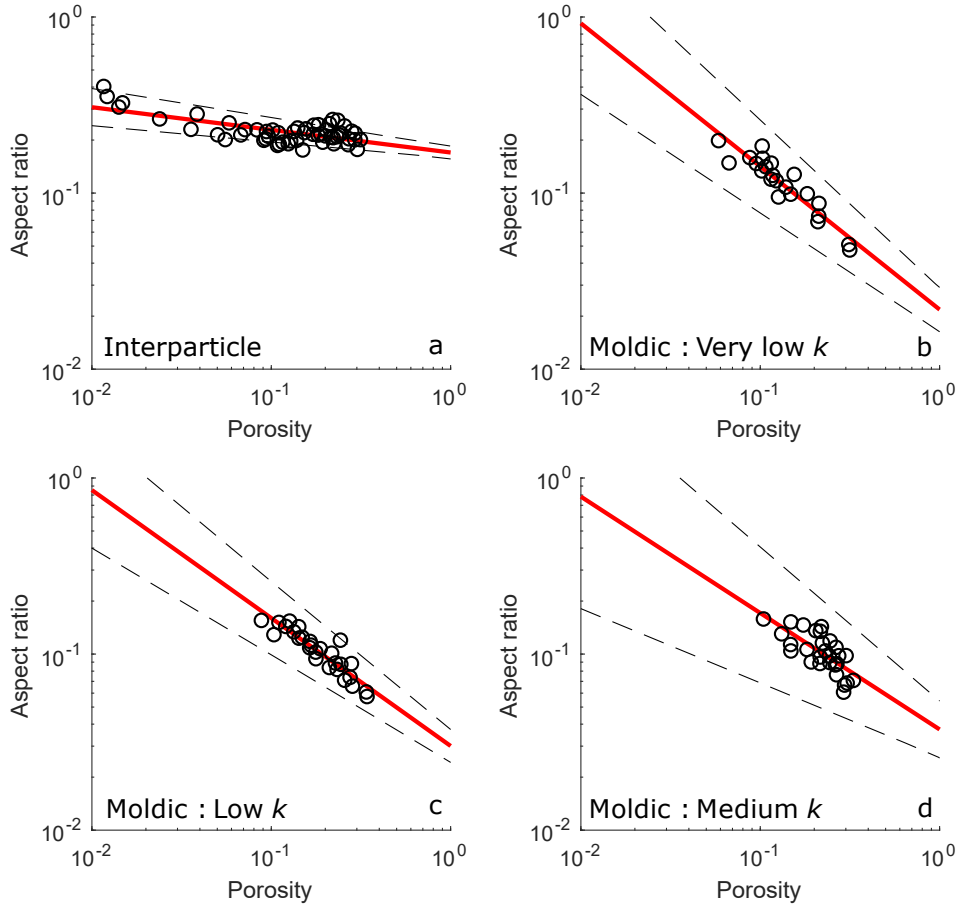 10^0
10^-1
10^-2
Aspect ratio
Interparticle
a
10^-2
10^-1
10^0
Porosity
10^0
10^-1
10^-2
Aspect ratio
Moldic : Very low k
b
10^-2
10^-1
10^0
Porosity
10^0
10^-1
10^-2
Aspect ratio
Moldic : Low k
c
10^-2
10^-1
10^0
Porosity
10^0
10^-1
10^-2
Aspect ratio
Moldic : Medium k
d
10^-2
10^-1
10^0
Porosity